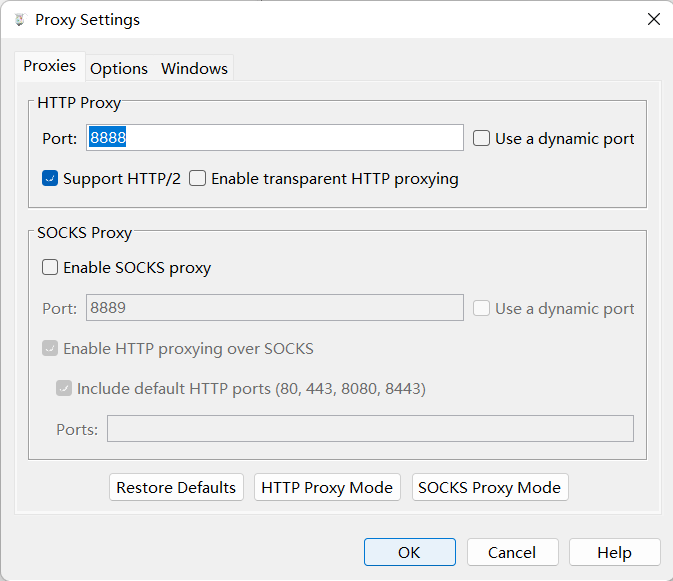 Proxy Settings
Proxies Options Windows
HTTP Proxy
Port: 8888 Use a dynamic port
Support HTTP/2 Enable transparent HTTP proxying
SOCKS Proxy
Enable SOCKS proxy
Port: 8889 Use a dynamic port
Enable HTTP proxying over SOCKS
Include default HTTP ports (80, 443, 8080, 8443)
Ports:
Restore Defaults HTTP Proxy Mode SOCKS Proxy Mode
OK Cancel Help